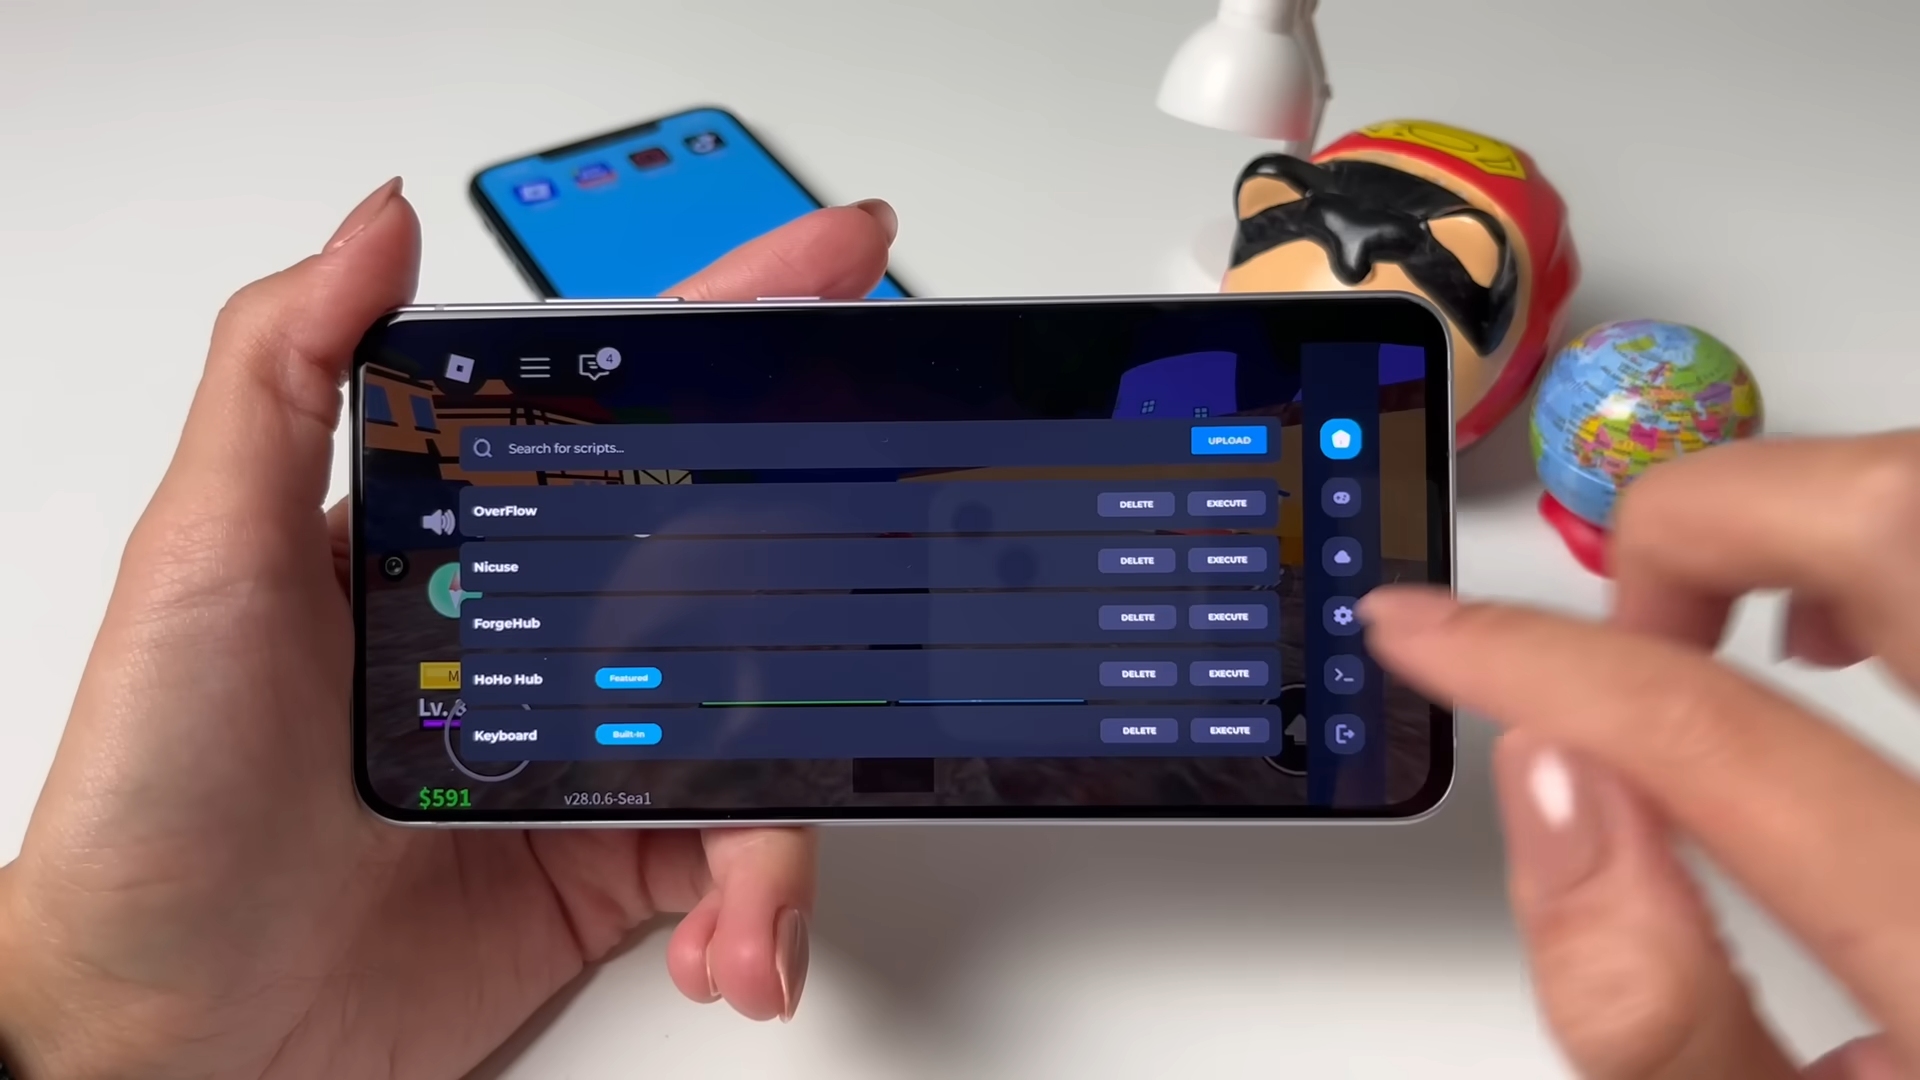 4
Search for scripts...
UPLOAD
OverFlow
DELETE
EXECUTE
Nicuse
DELETE
EXECUTE
ForgeHub
DELETE
EXECUTE
M
HoHo Hub
Featured
DELETE
EXECUTE
Lv.
Keyboard
Built-In
DELETE
EXECUTE
$591
v28.0.6-Sea1